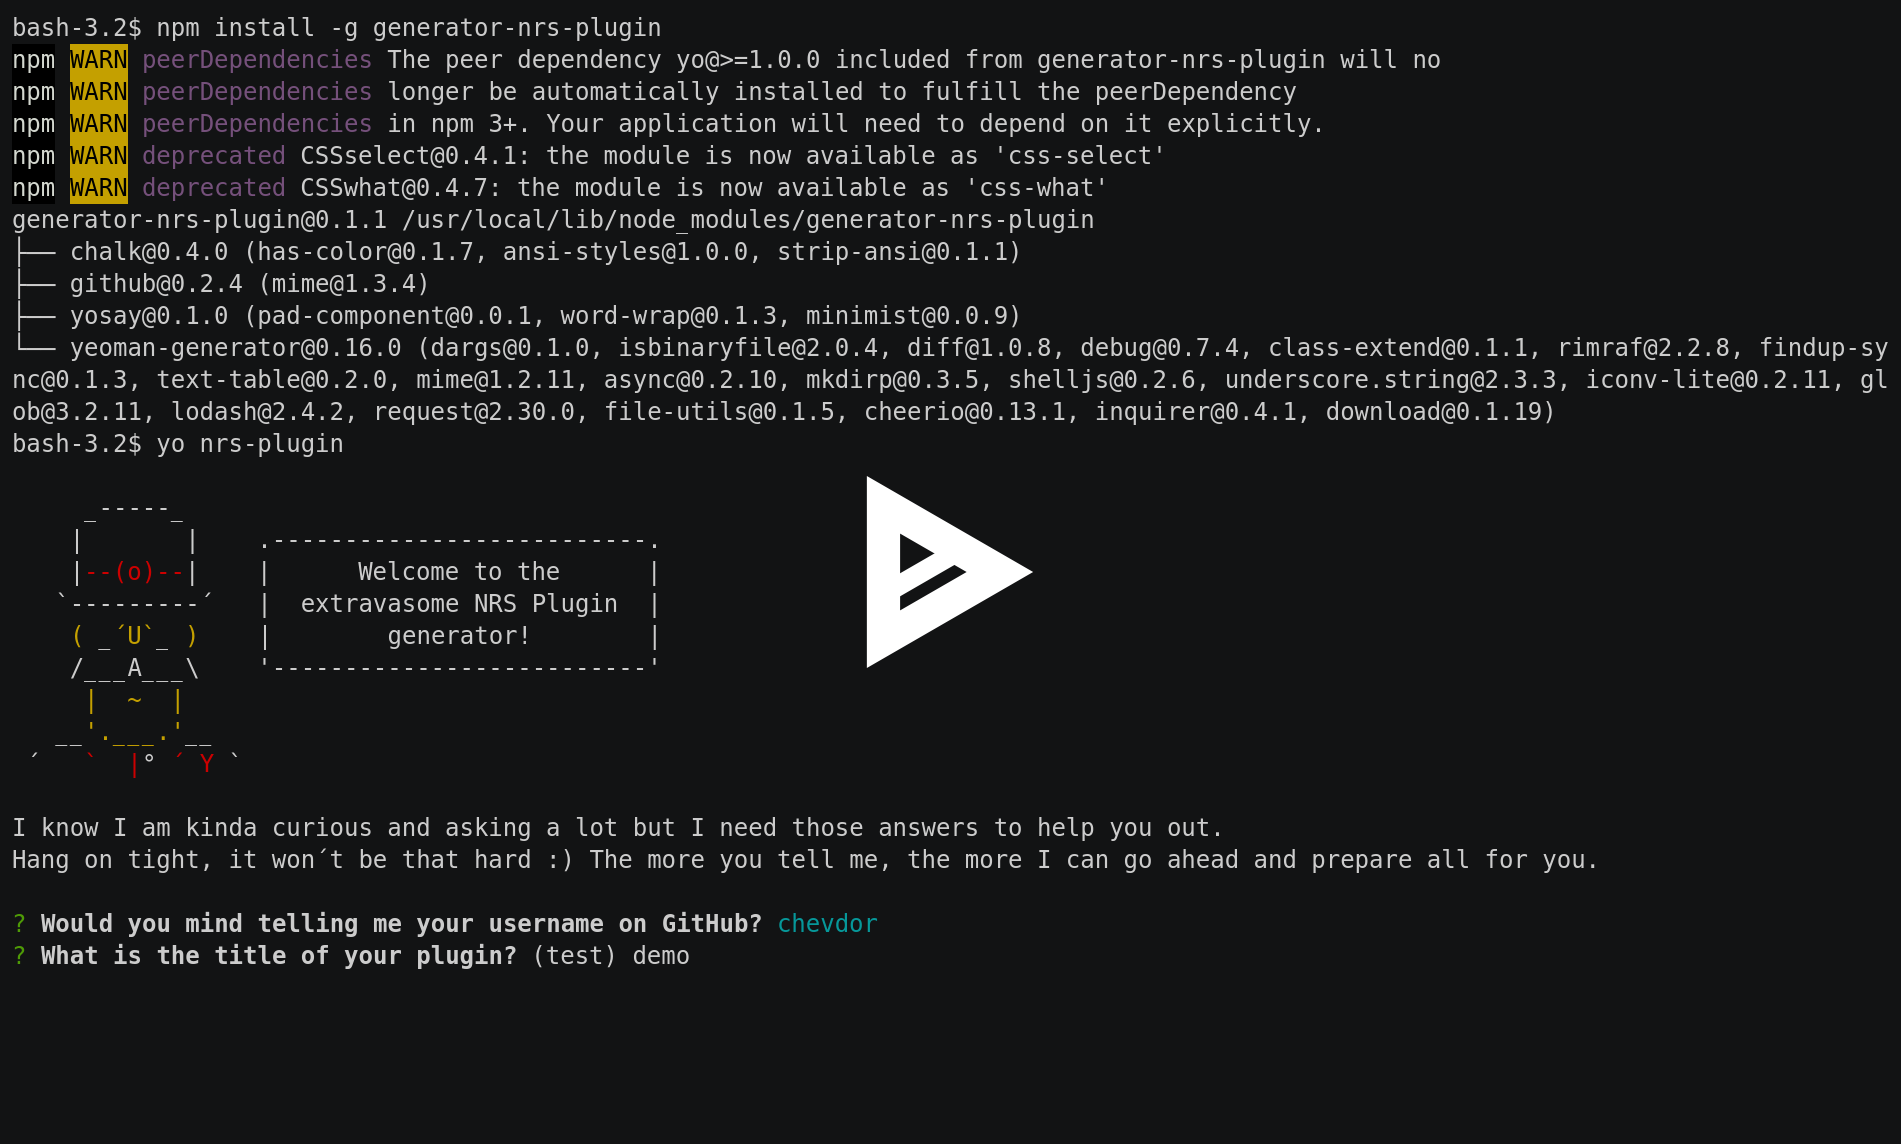 bash-3.2$ npm install -g generator-nrs-plugin
npm WARN peerDependencies The peer dependency yo@>=1.0.0 included from generator-nrs-plugin will no
npm WARN peerDependencies longer be automatically installed to fulfill the peerDependency
npm WARN peerDependencies in npm 3+. Your application will need to depend on it explicitly.
npm WARN deprecated CSSselect@0.4.1: the module is now available as 'css-select'
npm WARN deprecated CSSwhat@0.4.7: the module is now available as 'css-what'
generator-nrs-plugin@0.1.1 /usr/local/lib/node_modules/generator-nrs-plugin
├── chalk@0.4.0 (has-color@0.1.7, ansi-styles@1.0.0, strip-ansi@0.1.1)
├── github@0.2.4 (mime@1.3.4)
├── yosay@0.1.0 (pad-component@0.0.1, word-wrap@0.1.3, minimist@0.0.9)
└── yeoman-generator@0.16.0 (dargs@0.1.0, isbinaryfile@2.0.4, diff@1.0.8, debug@0.7.4, class-extend@0.1.1, rimraf@2.2.8, findup-sy
nc@0.1.3, text-table@0.2.0, mime@1.2.11, async@0.2.10, mkdirp@0.3.5, shelljs@0.2.6, underscore.string@2.3.3, iconv-lite@0.2.11, gl
ob@3.2.11, lodash@2.4.2, request@2.30.0, file-utils@0.1.5, cheerio@0.13.1, inquirer@0.4.1, download@0.1.19)
bash-3.2$ yo nrs-plugin

     _-----_
    |       |    .--------------------------.
    |--(o)--|    |      Welcome to the      |
   `---------´   |  extravasome NRS Plugin  |
    ( _´U`_ )    |        generator!        |
    /___A___\    '--------------------------'
     |  ~  |
   __'.___.'__
 ´   `  |° ´ Y `

I know I am kinda curious and asking a lot but I need those answers to help you out.
Hang on tight, it won´t be that hard :) The more you tell me, the more I can go ahead and prepare all for you.

? Would you mind telling me your username on GitHub? chevdor
? What is the title of your plugin? (test) demo